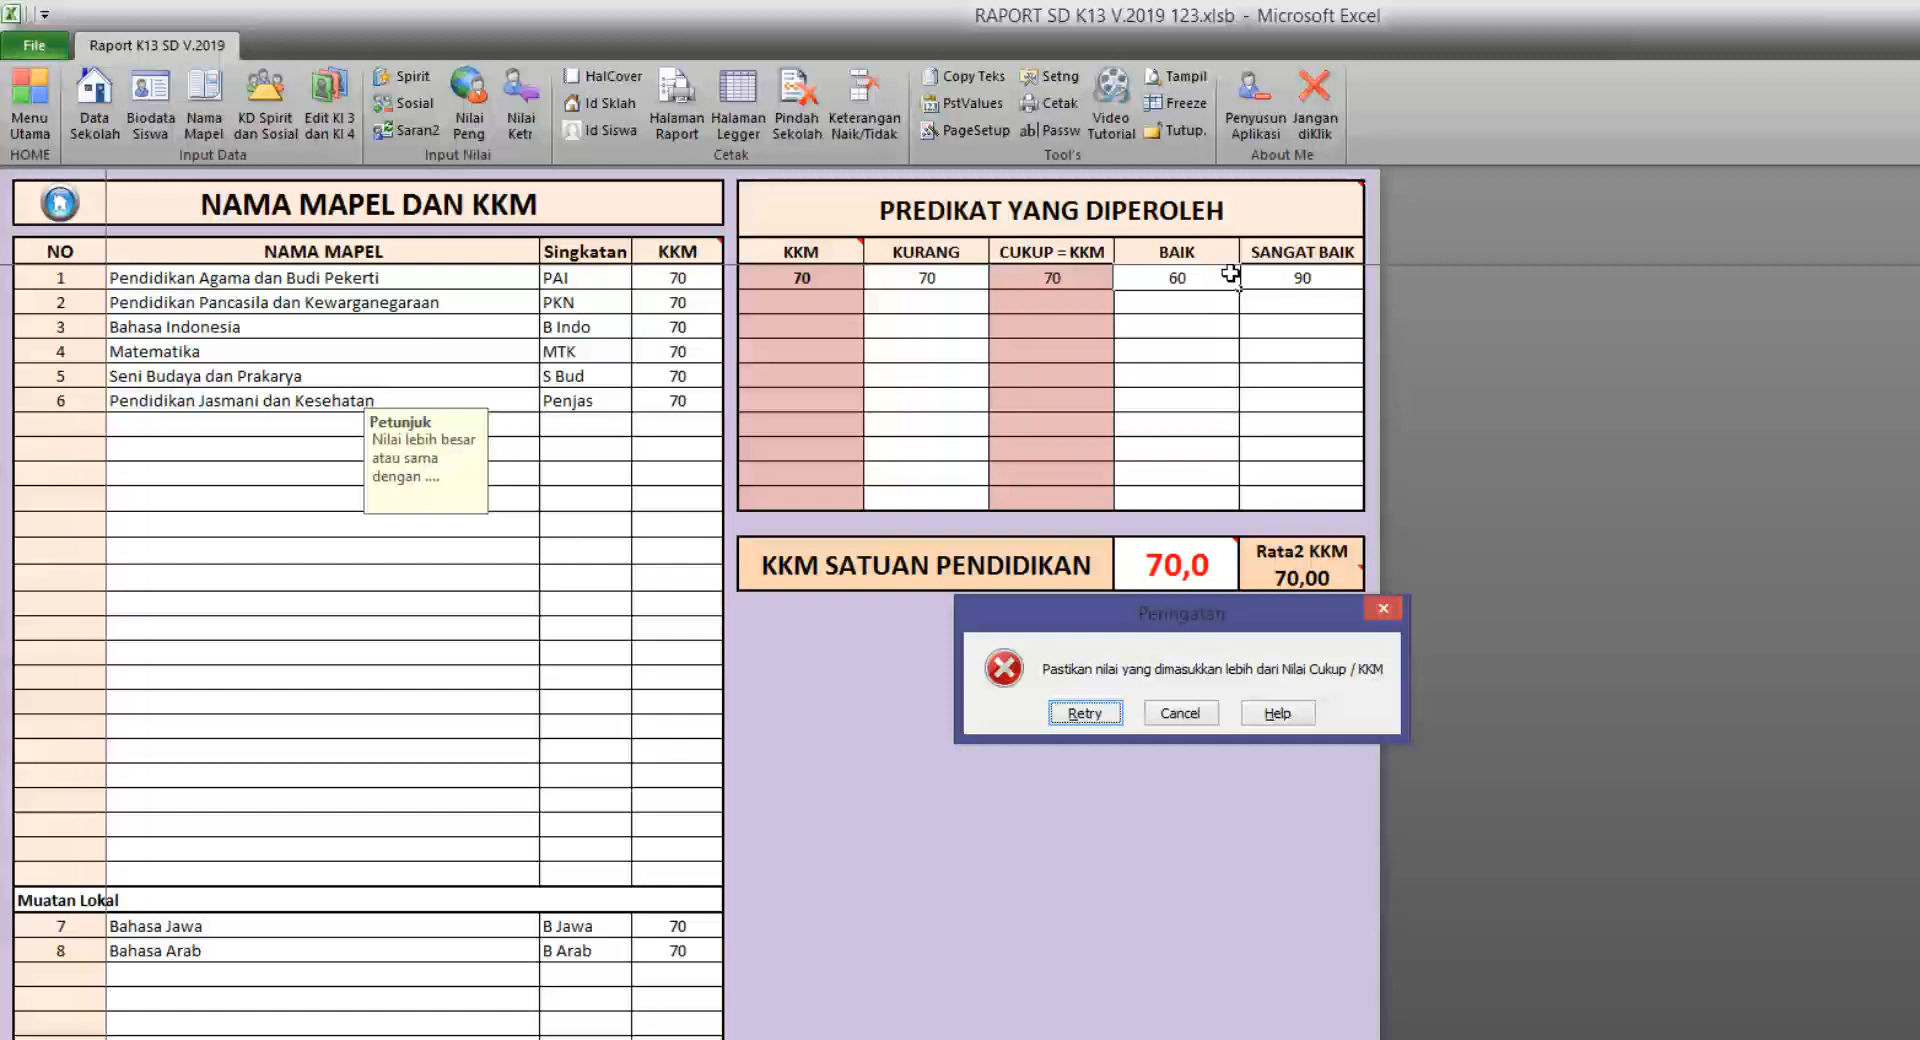 RAPORT SD K13 V.2019 123.xlsb - Microsoft Excel
File
Raport K13 SD V.2019
Menu Utama
HOME
Data Sekolah
Biodata Siswa
Nama Mapel
KD Spirit dan Sosial
Edit KI 3 dan KI 4
Input Data
Spirit
Sosial
Saran2
Nilai Peng
Nilai Ketr
Input Nilai
HalCover
Id Sklah
Id Siswa
Halaman Raport
Halaman Legger
Pindah Sekolah
Keterangan Naik/Tidak
Cetak
Copy Teks
PstValues
PageSetup
Setng
Cetak
ab| Passw
Video Tutorial
Tampil
Freeze
Tutup.
Tool's
Penyusun Aplikasi
Jangan diKlik
About Me
NAMA MAPEL DAN KKM
NO NAMA MAPEL Singkatan KKM
1 Pendidikan Agama dan Budi Pekerti PAI 70
2 Pendidikan Pancasila dan Kewarganegaraan PKN 70
3 Bahasa Indonesia B Indo 70
4 Matematika MTK 70
5 Seni Budaya dan Prakarya S Bud 70
6 Pendidikan Jasmani dan Kesehatan Penjas 70
Petunjuk
Nilai lebih besar
atau sama
dengan ....
Muatan Lokal
7 Bahasa Jawa B Jawa 70
8 Bahasa Arab B Arab 70
PREDIKAT YANG DIPEROLEH
KKM KURANG CUKUP = KKM BAIK SANGAT BAIK
70 70 70 60 90
KKM SATUAN PENDIDIKAN 70,0
Rata2 KKM
70,00
Peringatan
Pastikan nilai yang dimasukkan lebih dari Nilai Cukup / KKM
Retry Cancel Help